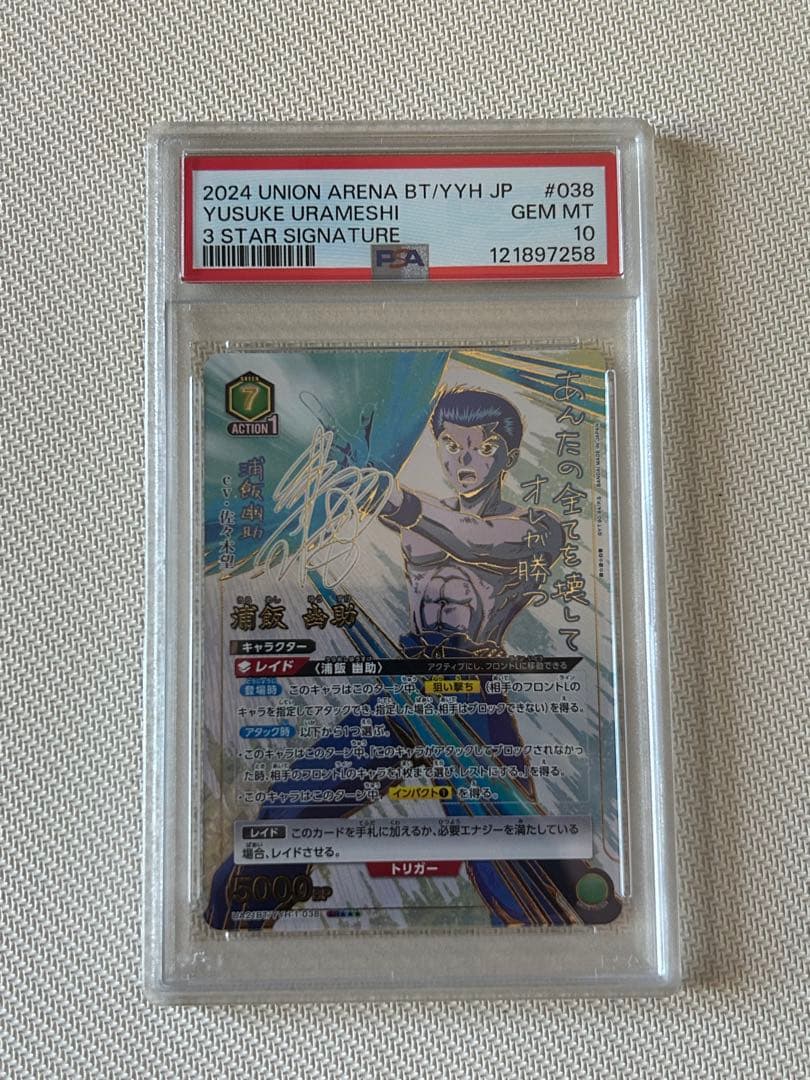 2024 UNION ARENA BT/YYH JP #038
YUSUKE URAMESHI GEM MT
3 STAR SIGNATURE 10
PSA 121897258
7
ACTION1
あんたの全てを壊して
オレが勝つ
浦飯幽助
cv・佐々木望
浦飯 幽助
キャラクター
レイド 〈浦飯 幽助〉 アクティブにし、フロントLに移動できる
登場時 このキャラはこのターン中、狙い撃ち (相手のフロントLの
キャラを指定してアタックでき、指定した場合、相手はブロックできない)を得る。
アタック時 以下から1つ選ぶ。
・このキャラはこのターン中、「このキャラがアタックしてブロックされなかっ
た時、相手のフロントLのキャラを1枚まで選び、レストにする。」を得る。
・このキャラはこのターン中、インパクト❶を得る。
レイド このカードを手札に加えるか、必要エナジーを満たしている
場合、レイドさせる。
トリガー
5000BP